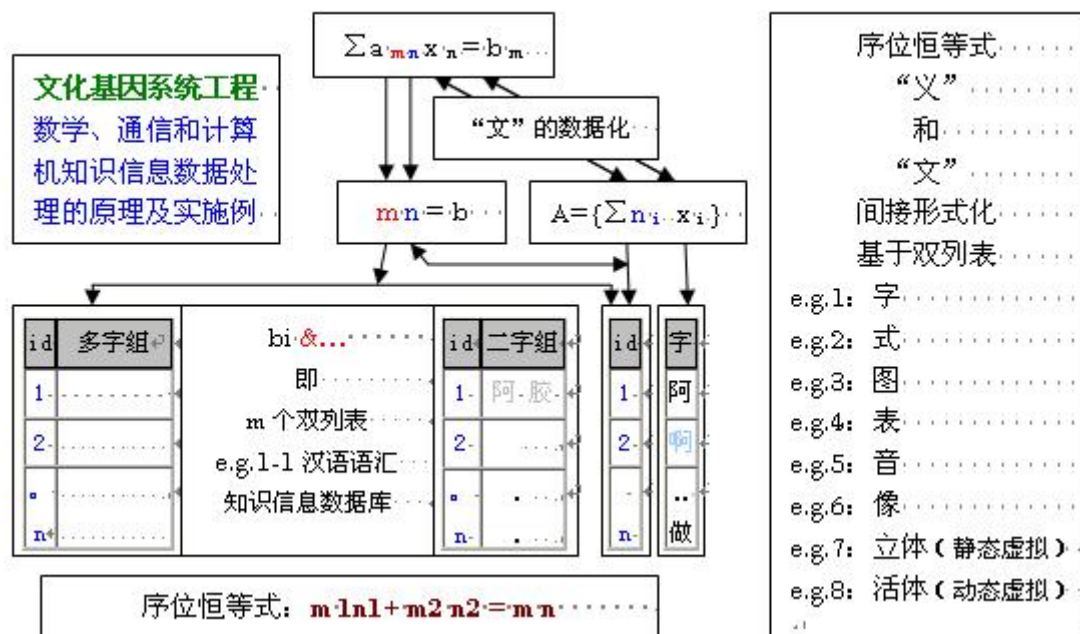 ∑a mn x n = b m
文化基因系统工程
数学、通信和计算
机知识信息数据处
理的原理及实施例
“文”的数据化
m n = b
A={∑n i x i}
id 多字组
1
2
。
n
bi &...
即
m 个双列表
e.g.1-1 汉语语汇
知识信息数据库
id 二字组
1 阿 胶
2
。 .
n .
id
1
2
n
字
阿
啊
..
做
序位恒等式：m1n1+m2n2=mn
序位恒等式
“义”
和
“文”
间接形式化
基于双列表
e.g.1：字
e.g.2：式
e.g.3：图
e.g.4：表
e.g.5：音
e.g.6：像
e.g.7：立体（静态虚拟）
e.g.8：活体（动态虚拟）